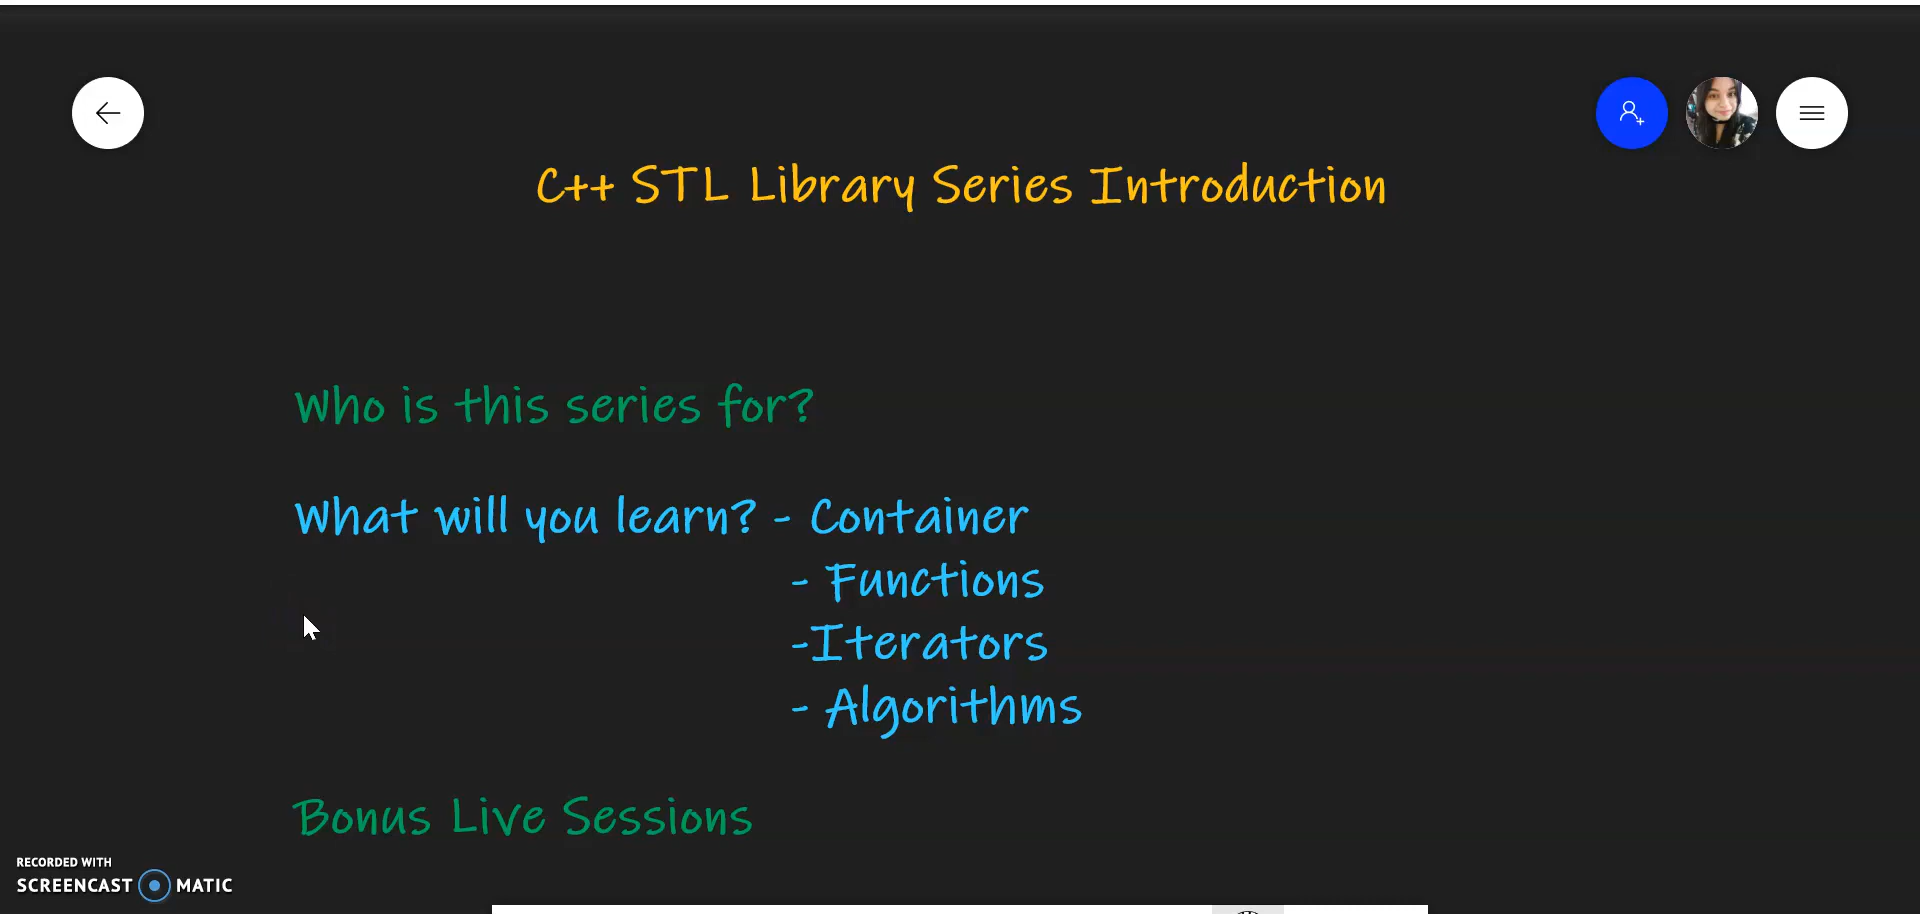 C++ STL Library Series Introduction
Who is this series for?
What will you learn? - Container
- Functions
-Iterators
- Algorithms
Bonus Live Sessions
RECORDED WITH
SCREENCAST MATIC